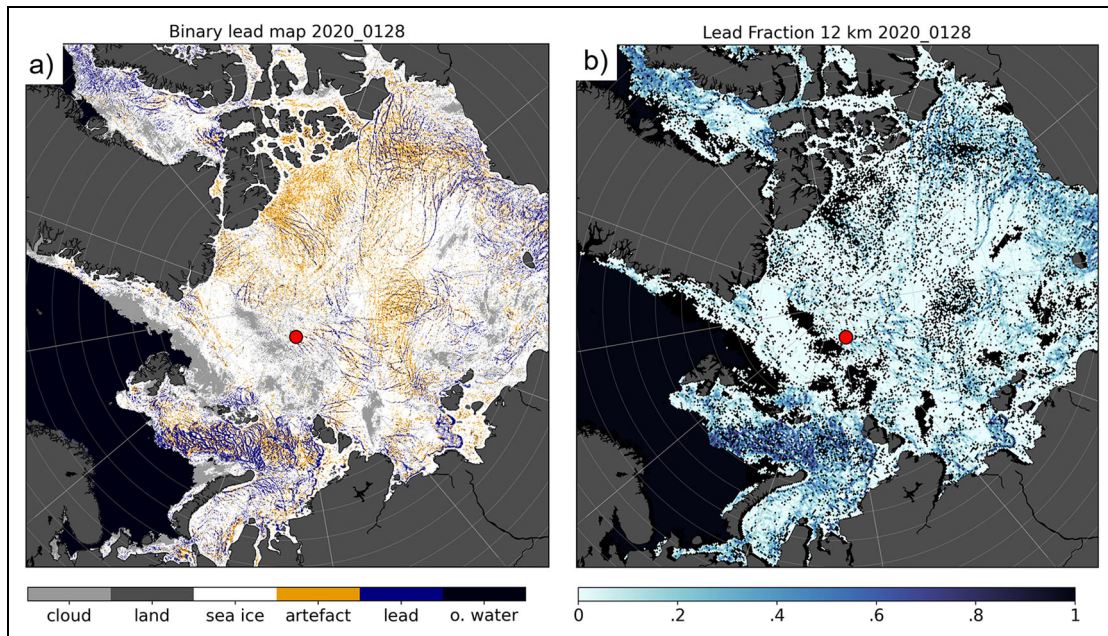 Binary lead map 2020_0128
a)
cloud land sea ice artefact lead o. water
Lead Fraction 12 km 2020_0128
b)
0 .2 .4 .6 .8 1